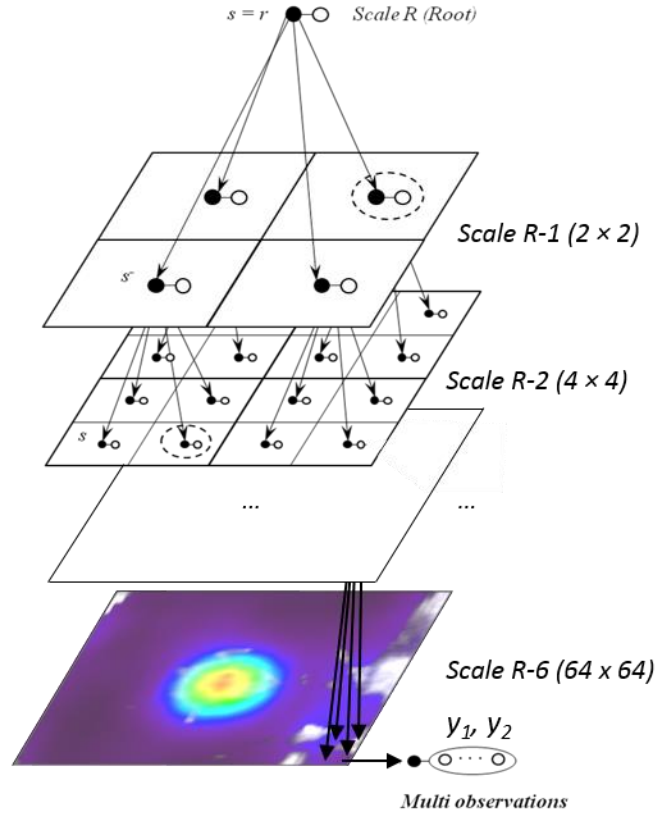 s = r
Scale R (Root)
Scale R-1 (2 × 2)
s-
Scale R-2 (4 × 4)
s
...
...
Scale R-6 (64 x 64)
y1, y2
. . .
Multi observations